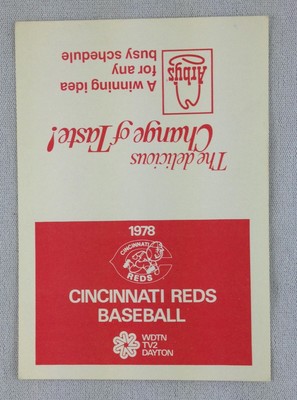 The delicious
Change of Taste!
Arbys
A winning idea
for any
busy schedule
1978
CINCINNATI
REDS
CINCINNATI REDS
BASEBALL
WDTN
TV2
DAYTON